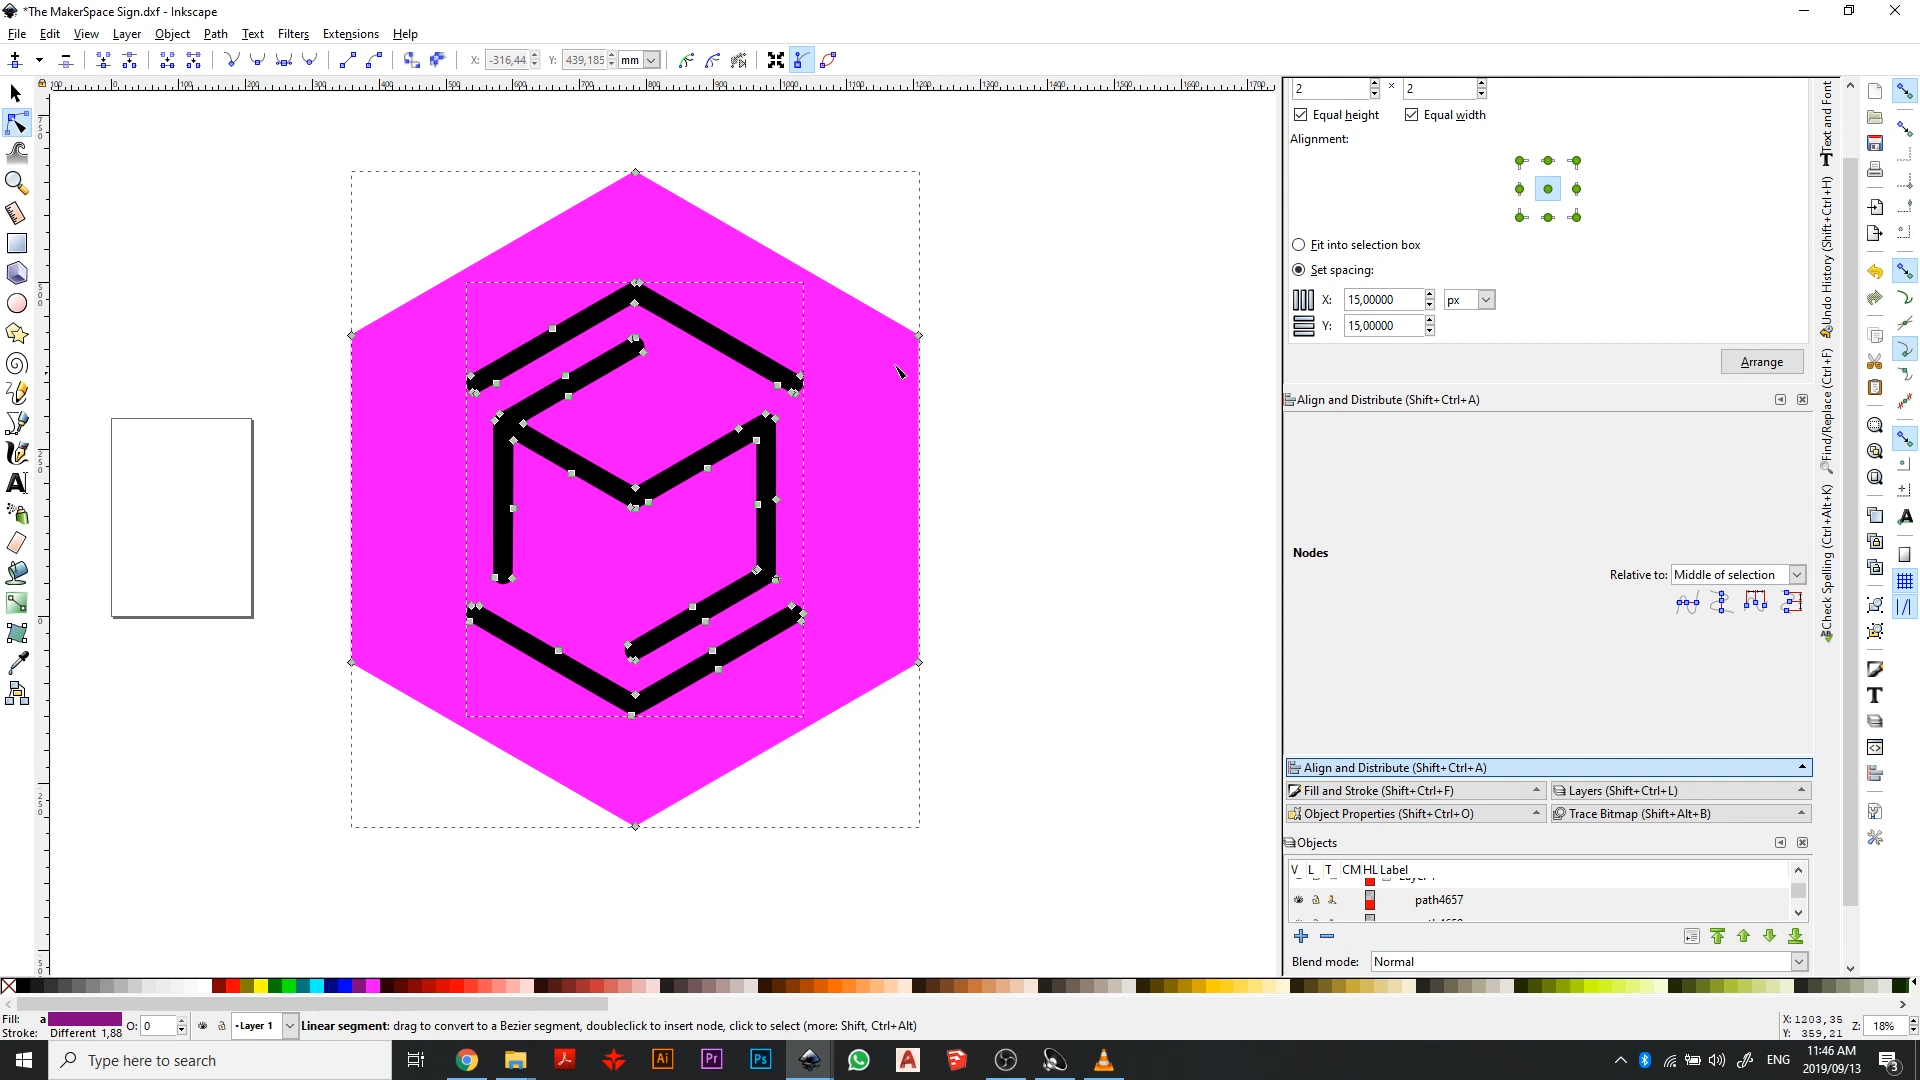 *The MakerSpace Sign.dxf - Inkscape
File Edit View Layer Object Path Text Filters Extensions Help
X: -316,44 Y: 439,185 mm
2 × 2
Equal height Equal width
Alignment:
Fit into selection box
Set spacing:
X: 15,00000 px
Y: 15,00000
Arrange
Align and Distribute (Shift+Ctrl+A)
Nodes
Relative to: Middle of selection
Align and Distribute (Shift+Ctrl+A)
Fill and Stroke (Shift+Ctrl+F) Layers (Shift+Ctrl+L)
Object Properties (Shift+Ctrl+O) Trace Bitmap (Shift+Alt+B)
Objects
V L T CM HL Label
path4657
Blend mode: Normal
Text and Font
Undo History (Shift+Ctrl+H)
Find/Replace (Ctrl+F)
Check Spelling (Ctrl+Alt+K)
Fill: a O: 0 Layer 1 Linear segment: drag to convert to a Bezier segment, doubleclick to insert node, click to select (more: Shift, Ctrl+Alt)
Stroke: Different 1,88
X: 1203,35
Y: 359,21
Z: 18%
Type here to search
ENG
11:46 AM
2019/09/13
3